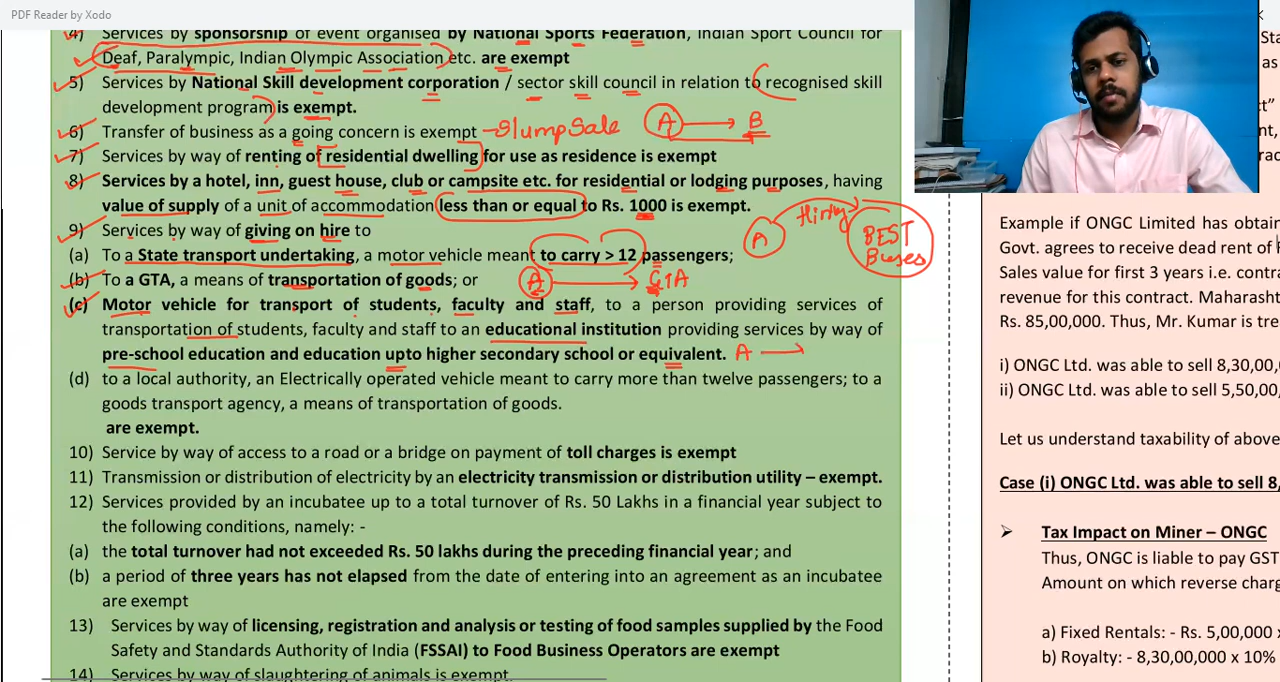 PDF Reader by Xodo
4) Services by sponsorship of event organised by National Sports Federation, Indian Sport Council for
Deaf, Paralympic, Indian Olympic Association etc. are exempt
5) Services by National Skill development corporation / sector skill council in relation to recognised skill
development program is exempt.
6) Transfer of business as a going concern is exempt - Slump Sale A B
7) Services by way of renting of residential dwelling for use as residence is exempt
8) Services by a hotel, inn, guest house, club or campsite etc. for residential or lodging purposes, having
value of supply of a unit of accommodation less than or equal to Rs. 1000 is exempt.
9) Services by way of giving on hire to
A Hiring BEST Buses
(a) To a State transport undertaking, a motor vehicle meant to carry > 12 passengers;
(b) To a GTA, a means of transportation of goods; or A GTA
(c) Motor vehicle for transport of students, faculty and staff, to a person providing services of
transportation of students, faculty and staff to an educational institution providing services by way of
pre-school education and education upto higher secondary school or equivalent. A
(d) to a local authority, an Electrically operated vehicle meant to carry more than twelve passengers; to a
goods transport agency, a means of transportation of goods.
are exempt.
10) Service by way of access to a road or a bridge on payment of toll charges is exempt
11) Transmission or distribution of electricity by an electricity transmission or distribution utility – exempt.
12) Services provided by an incubatee up to a total turnover of Rs. 50 Lakhs in a financial year subject to
the following conditions, namely: -
(a) the total turnover had not exceeded Rs. 50 lakhs during the preceding financial year; and
(b) a period of three years has not elapsed from the date of entering into an agreement as an incubatee
are exempt
13) Services by way of licensing, registration and analysis or testing of food samples supplied by the Food
Safety and Standards Authority of India (FSSAI) to Food Business Operators are exempt
14) Services by way of slaughtering of animals is exempt.
Example if ONGC Limited has obtain
Govt. agrees to receive dead rent of
Sales value for first 3 years i.e. contra
revenue for this contract. Maharasht
Rs. 85,00,000. Thus, Mr. Kumar is tre
i) ONGC Ltd. was able to sell 8,30,00,
ii) ONGC Ltd. was able to sell 5,50,00,
Let us understand taxability of above
Case (i) ONGC Ltd. was able to sell 8,
➢ Tax Impact on Miner – ONGC
Thus, ONGC is liable to pay GST
Amount on which reverse charg
a) Fixed Rentals: - Rs. 5,00,000 x
b) Royalty: - 8,30,00,000 x 10%